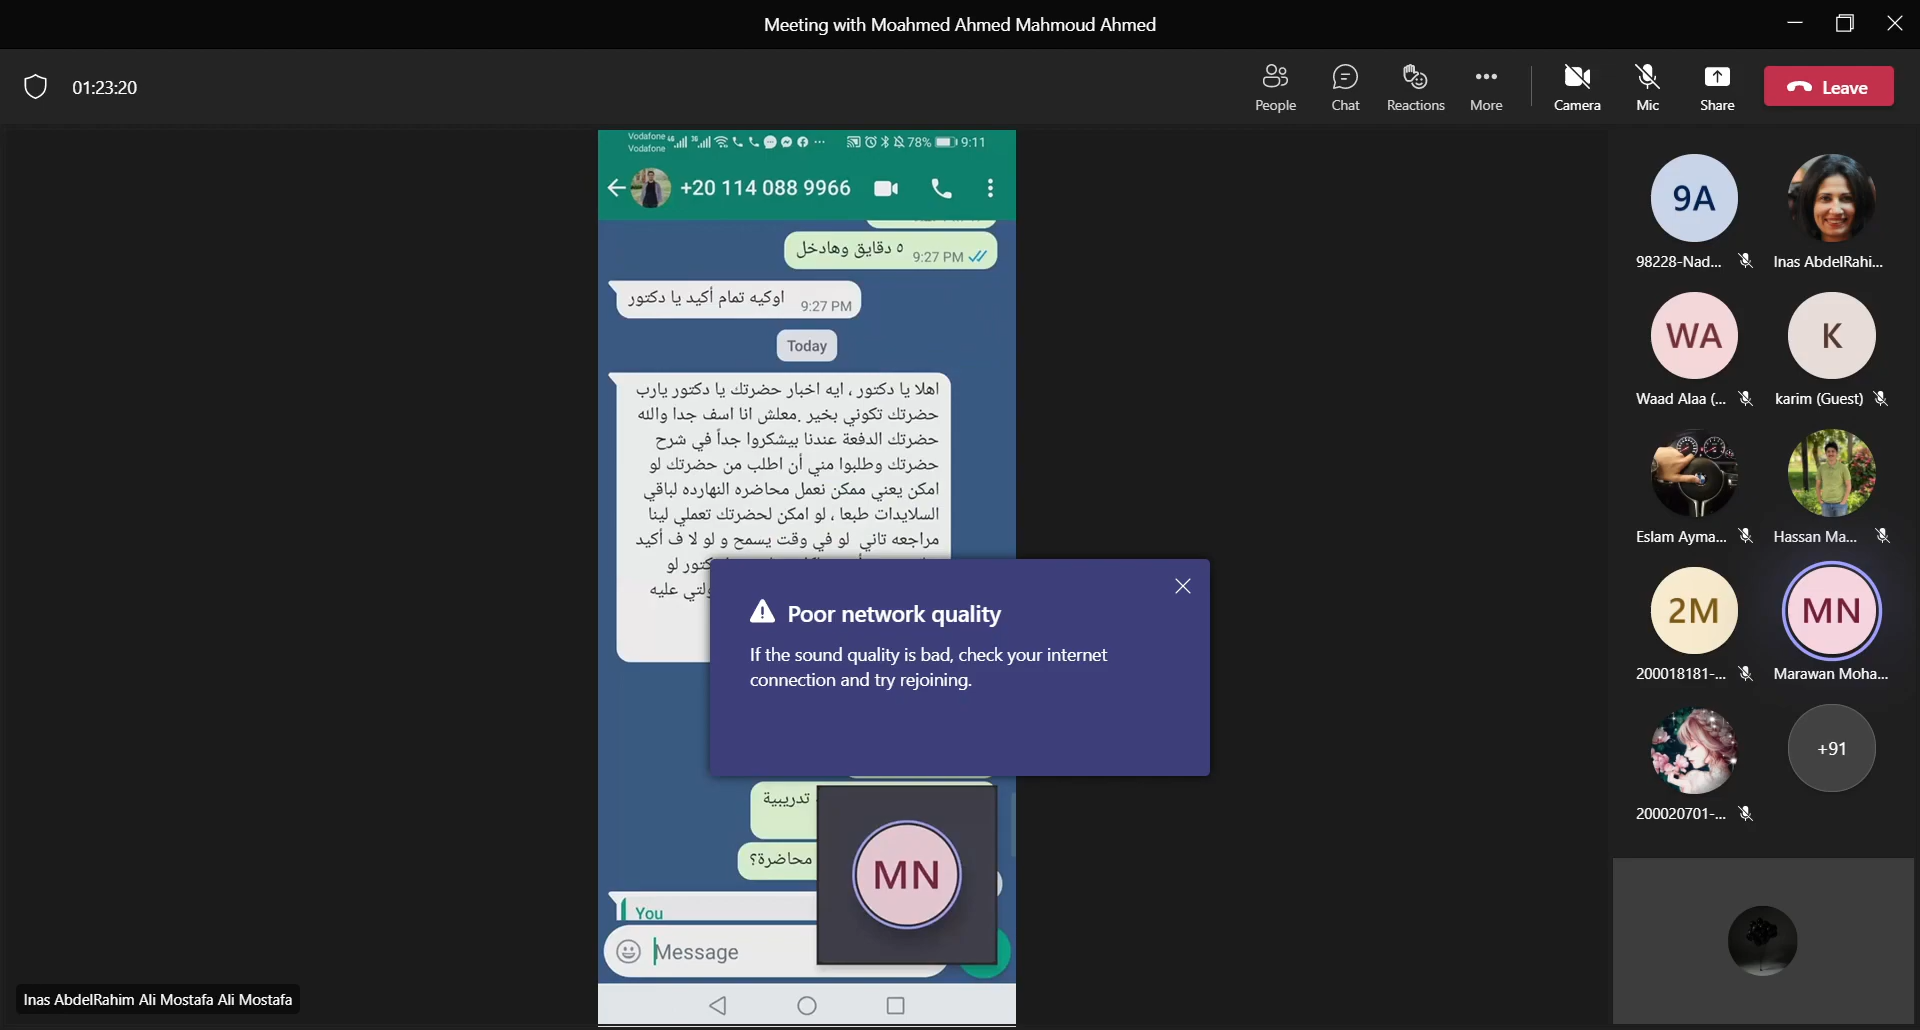 Meeting with Moahmed Ahmed Mahmoud Ahmed
01:23:20
People
Chat
Reactions
More
Camera
Mic
Share
Leave
Vodafone
Vodafone
78% 9:11
+20 114 088 9966
٥ دقايق وهادخل 9:27 PM
اوكيه تمام أكيد يا دكتور 9:27 PM
Today
اهلا يا دكتور ، ايه اخبار حضرتك يا دكتور يارب
حضرتك تكوني بخير .معلش انا اسف جدا والله
حضرتك الدفعة عندنا بيشكروا جداً في شرح
حضرتك وطلبوا مني أن اطلب من حضرتك لو
امكن يعني ممكن نعمل محاضره النهارده لباقي
السلايدات طبعا ، لو امكن لحضرتك تعملي لينا
مراجعه تاني لو في وقت يسمح و لو لا ف أكيد
لو
عليه
Poor network quality
If the sound quality is bad, check your internet
connection and try rejoining.
تدريبية
محاضرة؟
MN
You
Message
Inas AbdelRahim Ali Mostafa Ali Mostafa
9A
98228-Nad...
Inas AbdelRahi...
WA
Waad Alaa (...
K
karim (Guest)
Eslam Ayma...
Hassan Ma...
2M
200018181-...
MN
Marawan Moha...
200020701-...
+91